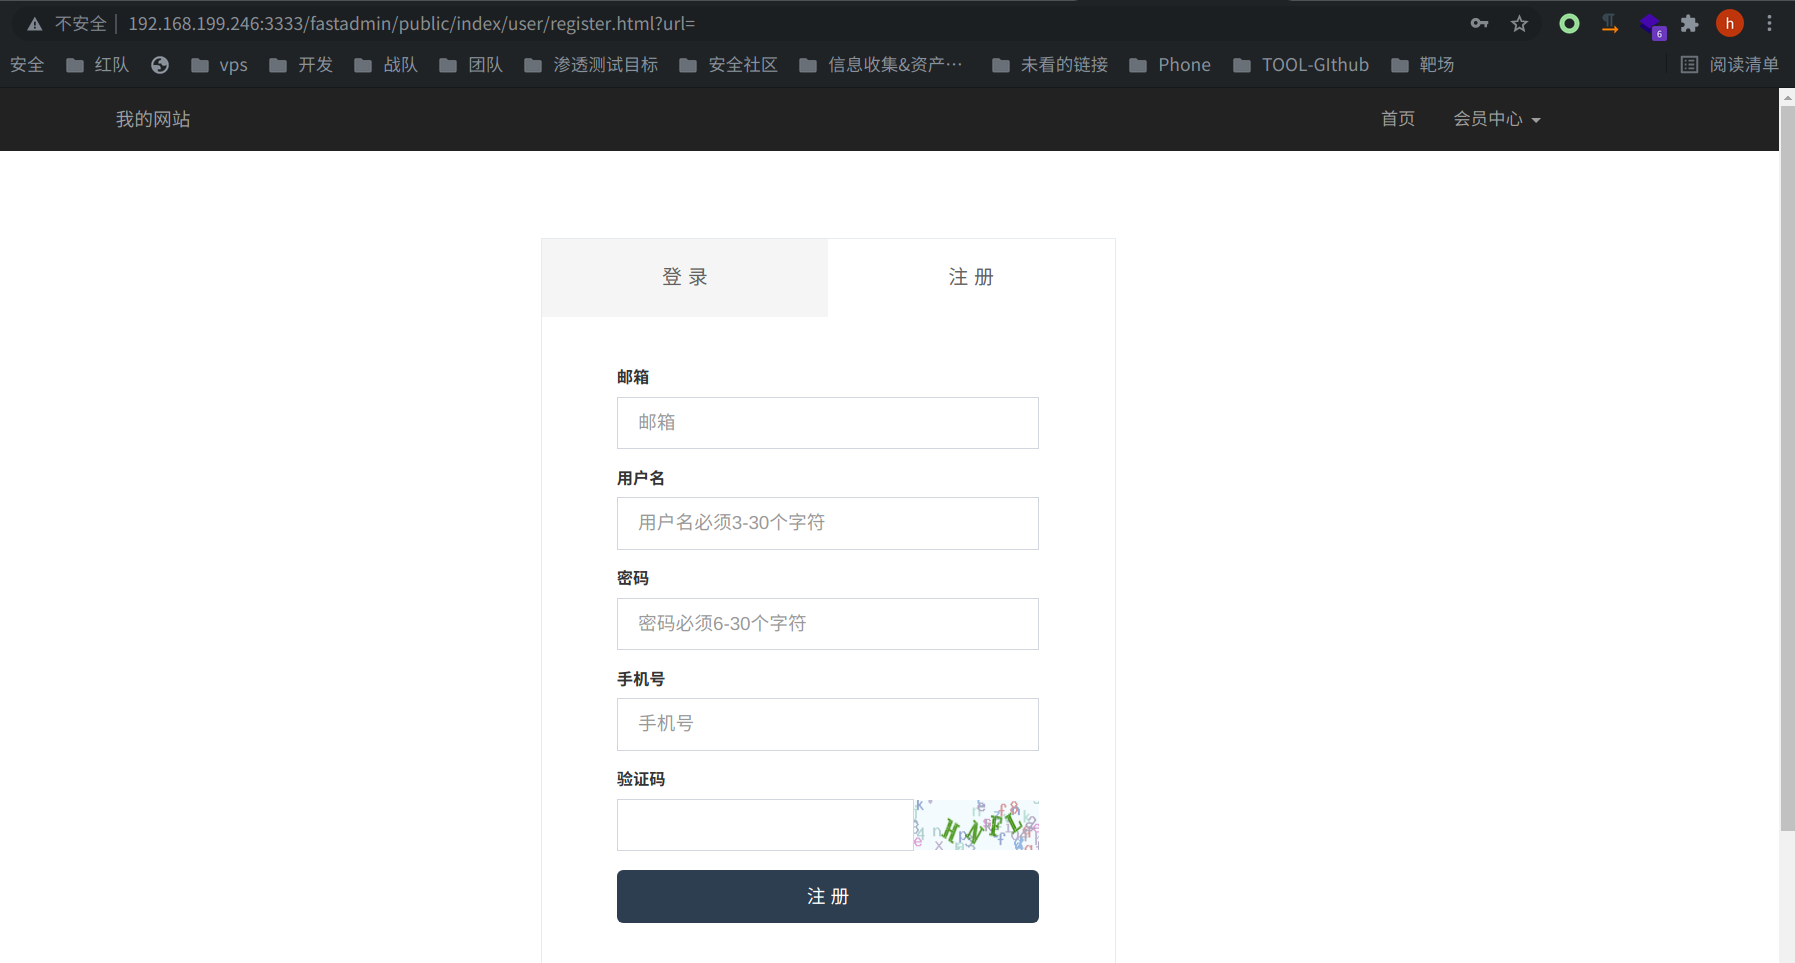 不安全 | 192.168.199.246:3333/fastadmin/public/index/user/register.html?url=
6
h
安全 红队 vps 开发 战队 团队 渗透测试目标 安全社区 信息收集&资产… 未看的链接 Phone TOOL-GIthub 靶场 阅读清单
我的网站 首页 会员中心
登 录 注 册
邮箱
邮箱
用户名
用户名必须3-30个字符
密码
密码必须6-30个字符
手机号
手机号
验证码
注 册